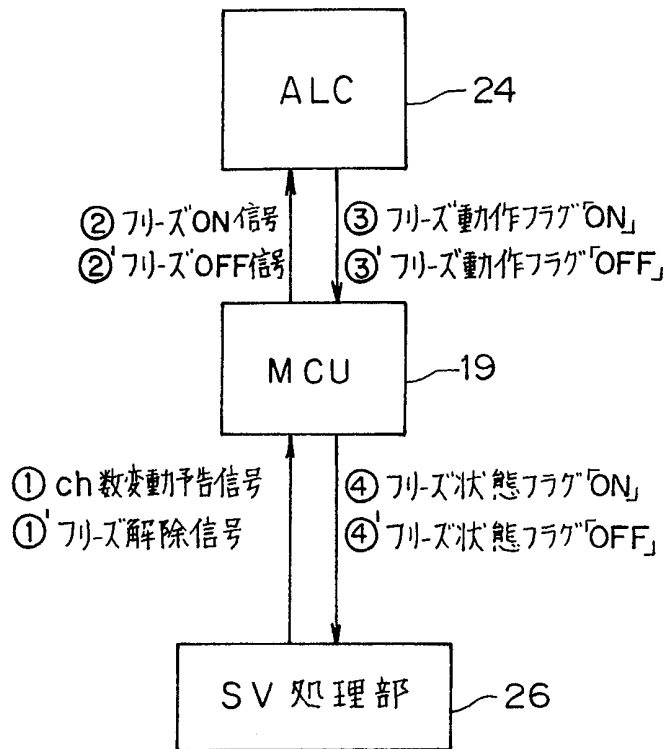 ALC
24
② フリーズON信号
②' フリーズOFF信号
③ フリーズ動作フラグ「ON」
③' フリーズ動作フラグ「OFF」
MCU
19
① ch数変動予告信号
①' フリーズ解除信号
④ フリーズ状態フラグ「ON」
④' フリーズ状態フラグ「OFF」
SV処理部
26